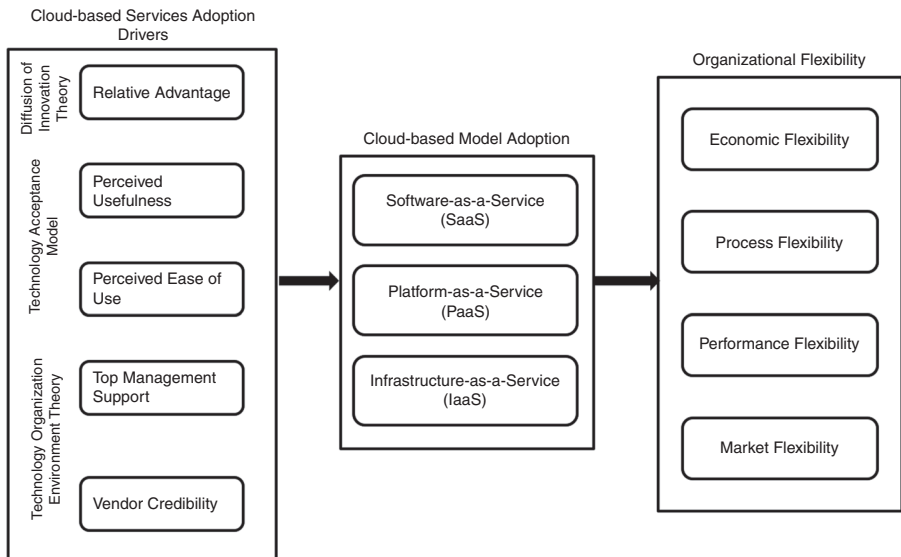 Cloud-based Services Adoption
Drivers
Diffusion of
Innovation
Theory
Relative Advantage
Technology Acceptance
Model
Perceived
Usefulness
Perceived Ease of
Use
Technology Organization
Environment Theory
Top Management
Support
Vendor Credibility
Cloud-based Model Adoption
Software-as-a-Service
(SaaS)
Platform-as-a-Service
(PaaS)
Infrastructure-as-a-Service
(IaaS)
Organizational Flexibility
Economic Flexibility
Process Flexibility
Performance Flexibility
Market Flexibility